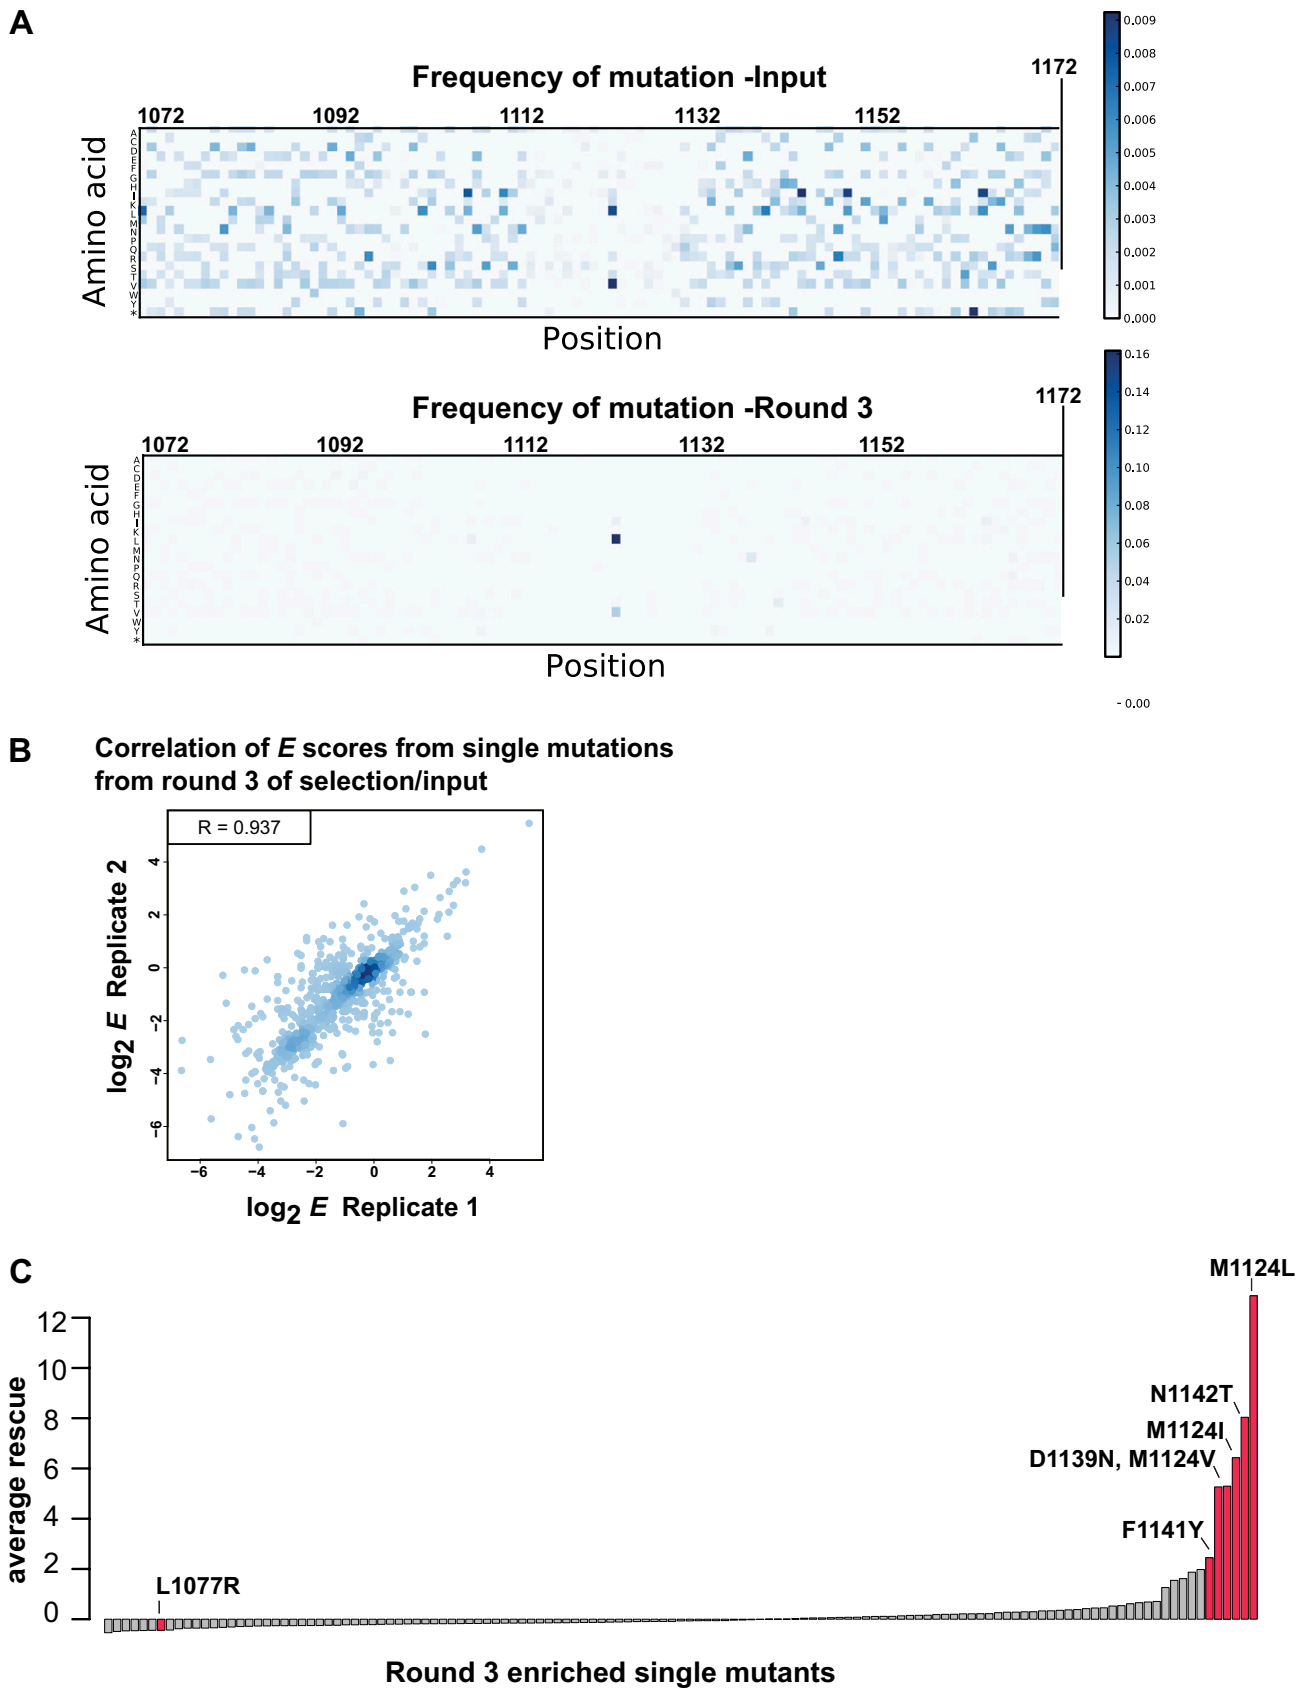 A
Frequency of mutation -Input
1072 1092 1112 1132 1152 1172
Amino acid
A
C
D
E
F
G
H
I
K
L
M
N
P
Q
R
S
T
V
W
Y
*
Position
0.009
0.008
0.007
0.006
0.005
0.004
0.003
0.002
0.001
0.000
Frequency of mutation -Round 3
1072 1092 1112 1132 1152 1172
Amino acid
A
C
D
E
F
G
H
I
K
L
M
N
P
Q
R
S
T
V
W
Y
*
Position
0.16
0.14
0.12
0.10
0.08
0.06
0.04
0.02
- 0.00
B
Correlation of E scores from single mutations
from round 3 of selection/input
R = 0.937
log2 E Replicate 2
4
2
0
−2
−4
−6
−6 −4 −2 0 2 4
log2 E Replicate 1
C
average rescue
12
10
8
6
4
2
0
M1124L
N1142T
M1124I
D1139N, M1124V
F1141Y
L1077R
Round 3 enriched single mutants